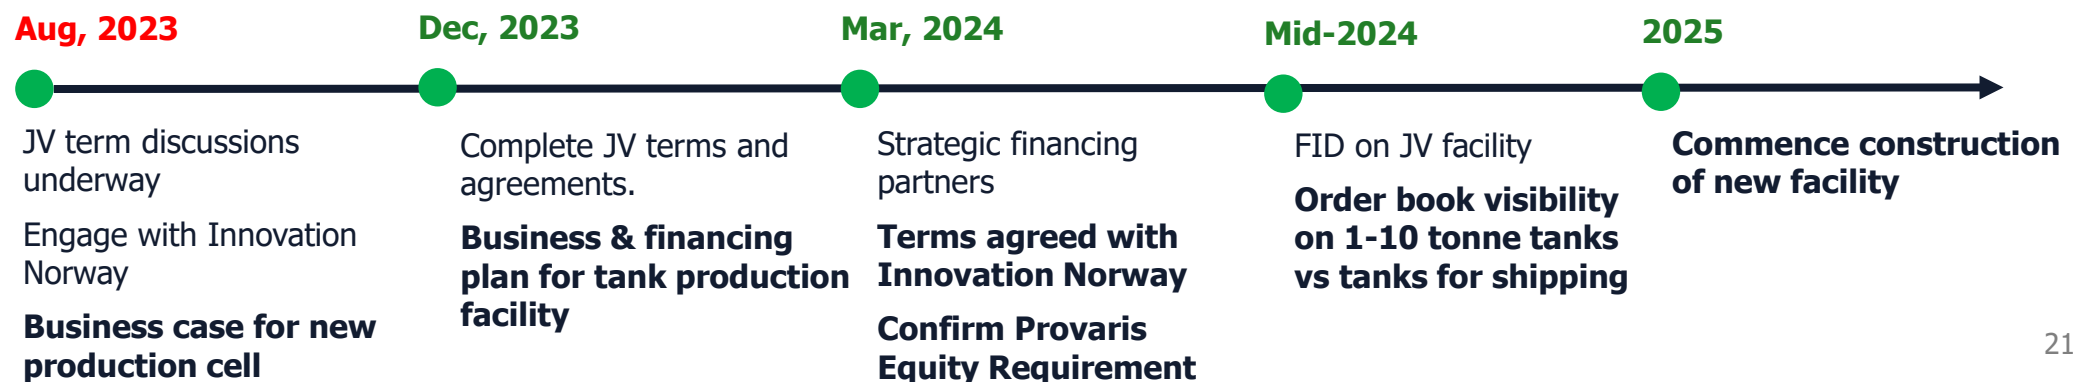 Aug, 2023
JV term discussions
underway
Engage with Innovation
Norway
Business case for new
production cell
Dec, 2023
Complete JV terms and
agreements.
Business & financing
plan for tank production
facility
Mar, 2024
Strategic financing
partners
Terms agreed with
Innovation Norway
Confirm Provaris
Equity Requirement
Mid-2024
FID on JV facility
Order book visibility
on 1-10 tonne tanks
vs tanks for shipping
2025
Commence construction
of new facility
21